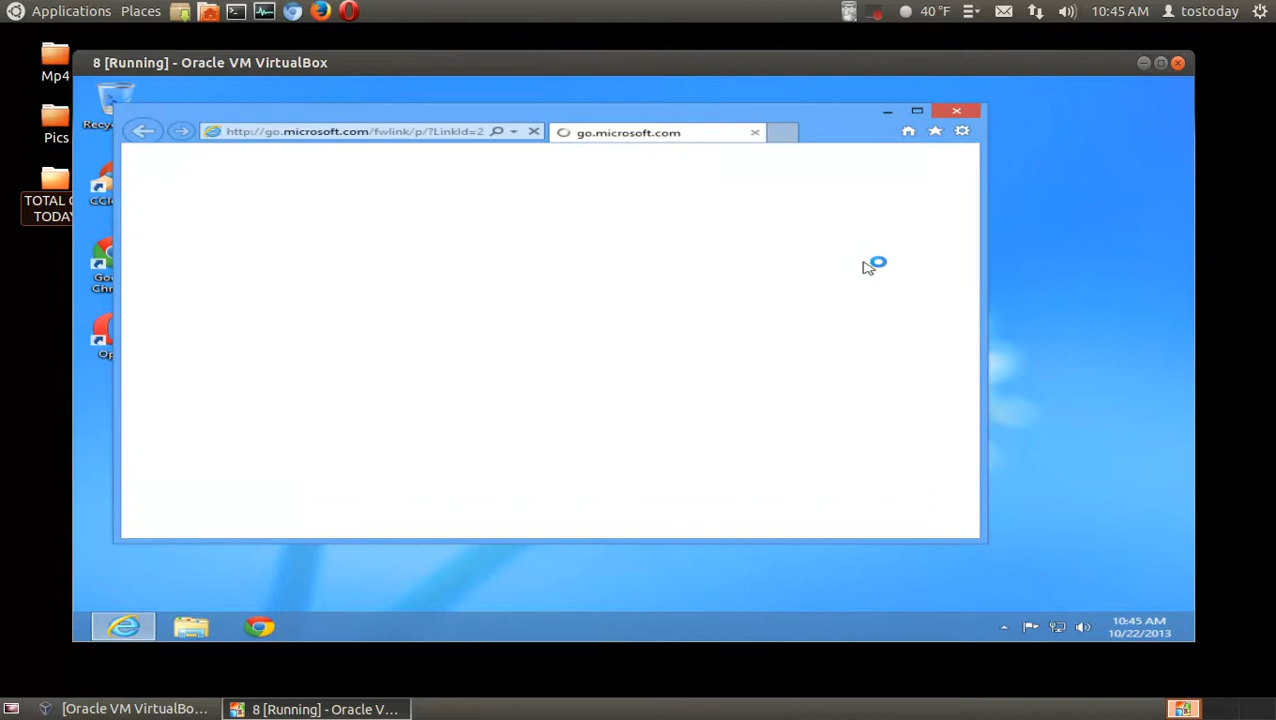 Applications Places
40 °F
10:45 AM
tostoday
Mp4
8 [Running] - Oracle VM VirtualBox
http://go.microsoft.com/fwlink/p/?LinkId=2
go.microsoft.com
Pics
TOTAL
TODAY
10:45 AM
10/22/2013
[Oracle VM VirtualBo...
8 [Running] - Oracle V...